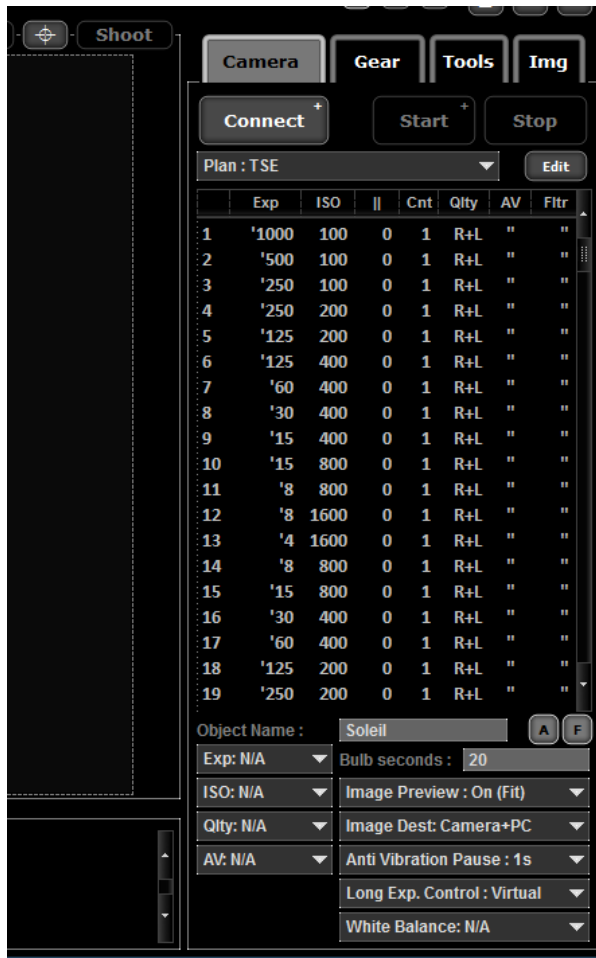 Shoot
Camera Gear Tools Img
Connect + Start + Stop
Plan : TSE Edit
Exp ISO || Cnt Qlty AV Fltr
1 '1000 100 0 1 R+L " "
2 '500 100 0 1 R+L " "
3 '250 100 0 1 R+L " "
4 '250 200 0 1 R+L " "
5 '125 200 0 1 R+L " "
6 '125 400 0 1 R+L " "
7 '60 400 0 1 R+L " "
8 '30 400 0 1 R+L " "
9 '15 400 0 1 R+L " "
10 '15 800 0 1 R+L " "
11 '8 800 0 1 R+L " "
12 '8 1600 0 1 R+L " "
13 '4 1600 0 1 R+L " "
14 '8 800 0 1 R+L " "
15 '15 800 0 1 R+L " "
16 '30 400 0 1 R+L " "
17 '60 400 0 1 R+L " "
18 '125 200 0 1 R+L " "
19 '250 200 0 1 R+L " "
Object Name : Soleil A F
Exp: N/A Bulb seconds : 20
ISO: N/A Image Preview : On (Fit)
Qlty: N/A Image Dest: Camera+PC
AV: N/A Anti Vibration Pause : 1s
Long Exp. Control : Virtual
White Balance: N/A